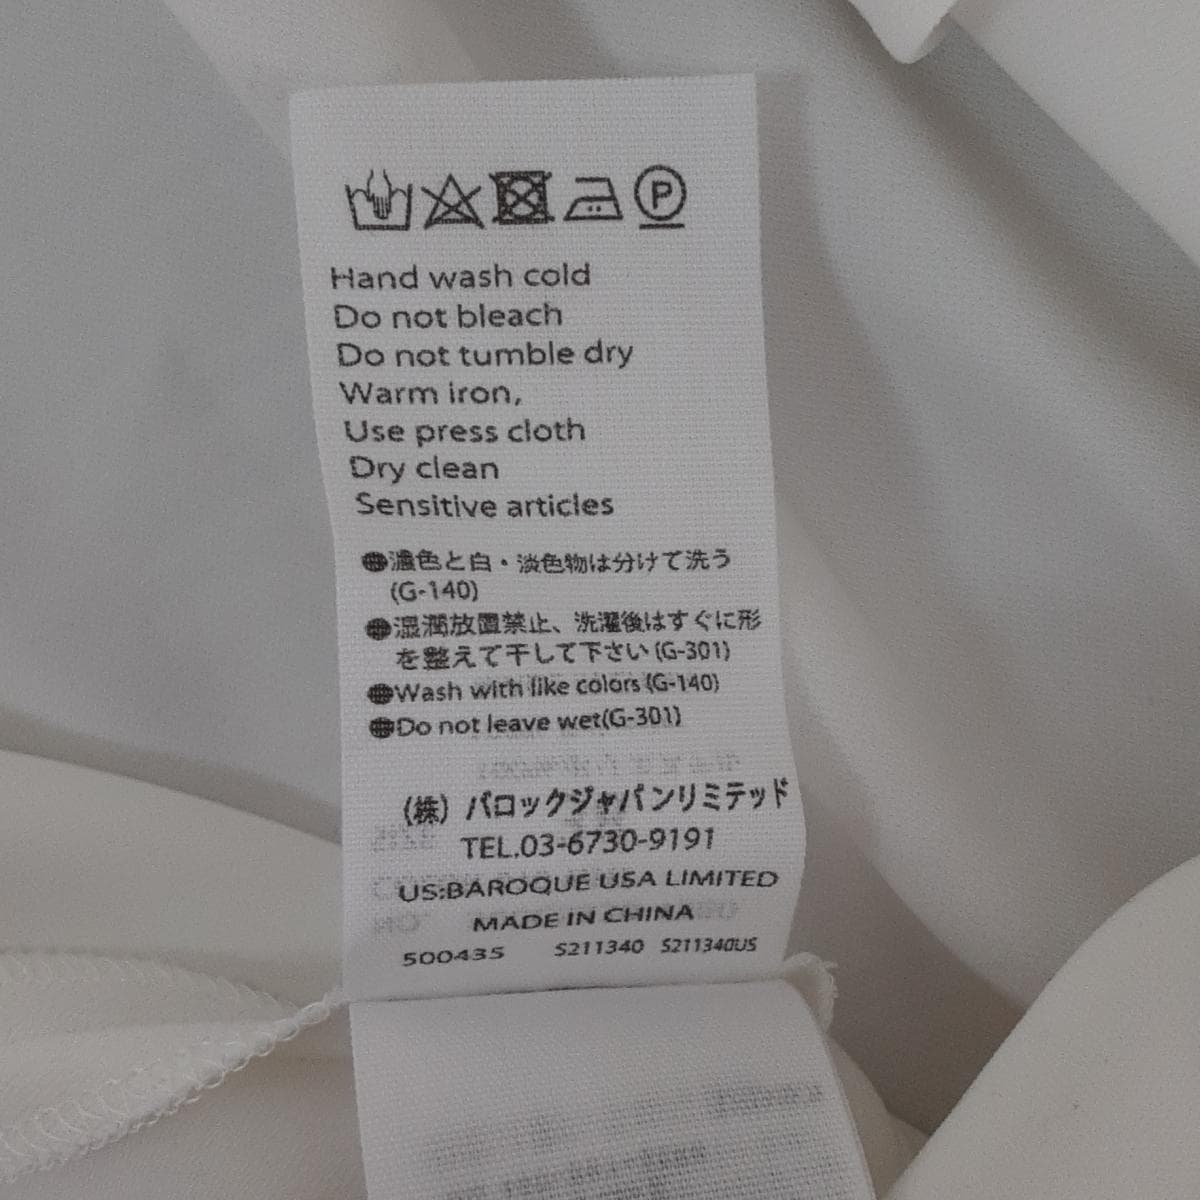 P
Hand wash cold
Do not bleach
Do not tumble dry
Warm iron,
Use press cloth
Dry clean
Sensitive articles
●濃色と白・淡色物は分けて洗う
(G-140)
●湿潤放置禁止、洗濯後はすぐに形
を整えて干して下さい(G-301)
●Wash with like colors (G-140)
●Do not leave wet(G-301)
(株) バロックジャパンリミテッド
TEL.03-6730-9191
US:BAROQUE USA LIMITED
MADE IN CHINA
500435 S211340 S211340US